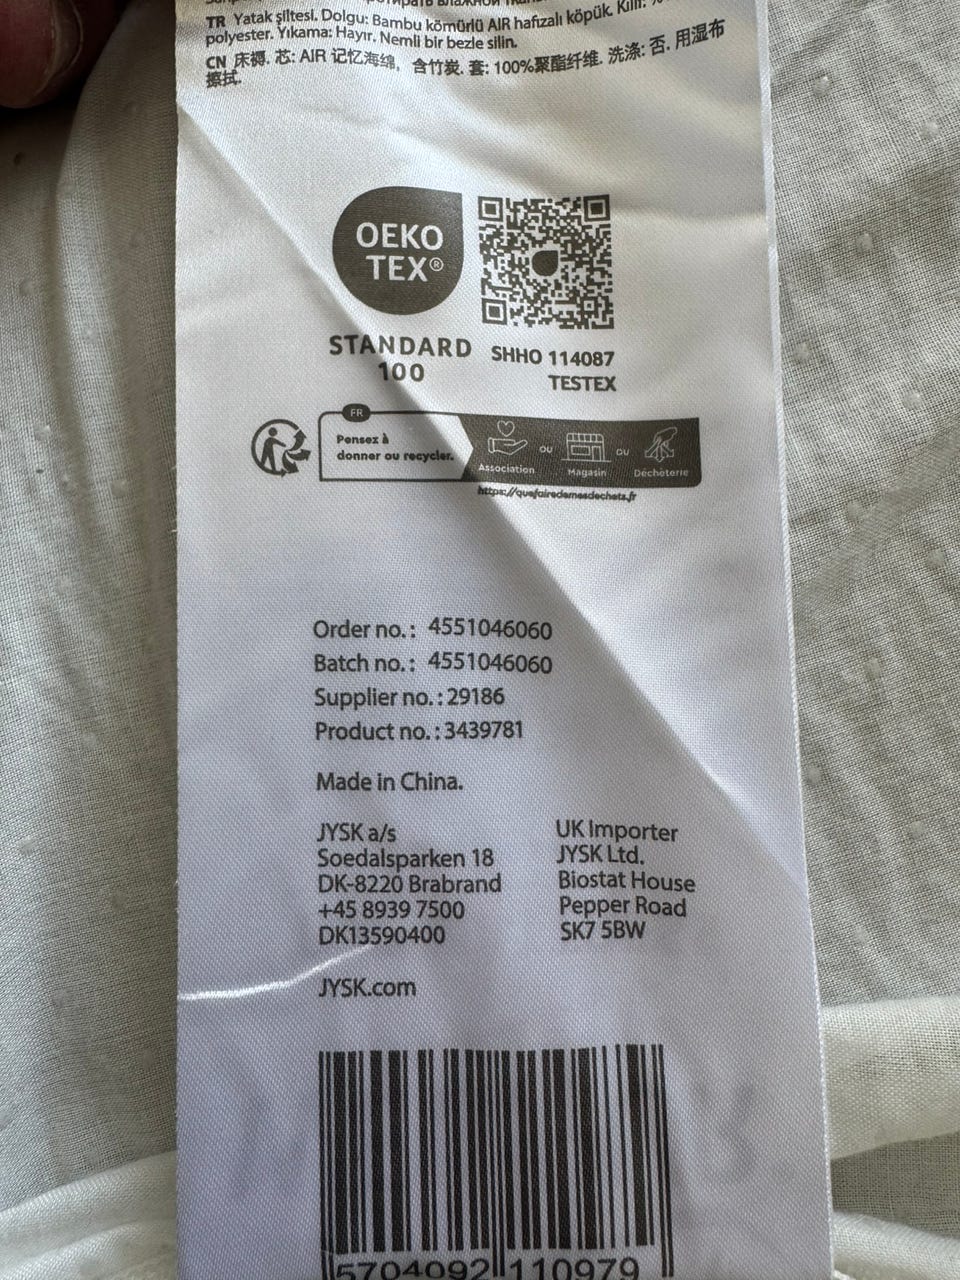 TR Yatak şiltesi. Dolgu: Bambu kömürlü AIR hafızalı köpük. Kılıf:
polyester. Yıkama: Hayır. Nemli bir bezle silin.
CN 床褥. 芯: AIR 记忆海绵, 含竹炭. 套: 100%聚酯纤维. 洗涤: 否. 用湿布
擦拭.
OEKO
TEX®
STANDARD
100
SHHO 114087
TESTEX
FR
Pensez à
donner ou recycler.
Association
OU
Magasin
OU
Déchèterie
https://quefairedemesdechets.fr
Order no.: 4551046060
Batch no.: 4551046060
Supplier no.: 29186
Product no.: 3439781
Made in China.
JYSK a/s
Soedalsparken 18
DK-8220 Brabrand
+45 8939 7500
DK13590400
JYSK.com
UK Importer
JYSK Ltd.
Biostat House
Pepper Road
SK7 5BW
5704092 110979